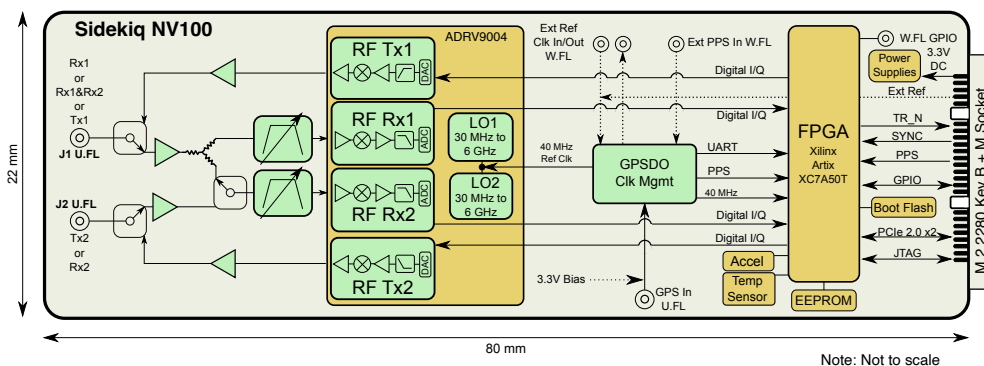 Sidekiq NV100
ADRV9004
Rx1
or
Rx1&Rx2
or
Tx1
J1 U.FL
J2 U.FL
Tx2
or
Rx2
RF Tx1
DAC
RF Rx1
ADC
RF Rx2
ADC
RF Tx2
DAC
LO1
30 MHz to
6 GHz
LO2
30 MHz to
6 GHz
Ext Ref
Clk In/Out
W.FL
Ext PPS In W.FL
Digital I/Q
Digital I/Q
40 MHz
Ref Clk
GPSDO
Clk Mgmt
UART
PPS
40 MHz
Digital I/Q
Digital I/Q
3.3V Bias
GPS In
U.FL
FPGA
Xilinx
Artix
XC7A50T
Accel
Temp
Sensor
EEPROM
W.FL GPIO
Power
Supplies
3.3V
DC
Ext Ref
TR_N
SYNC
PPS
GPIO
Boot Flash
PCIe 2.0 x2
JTAG
M.2 2280 Key B + M Socket
22 mm
80 mm
Note: Not to scale